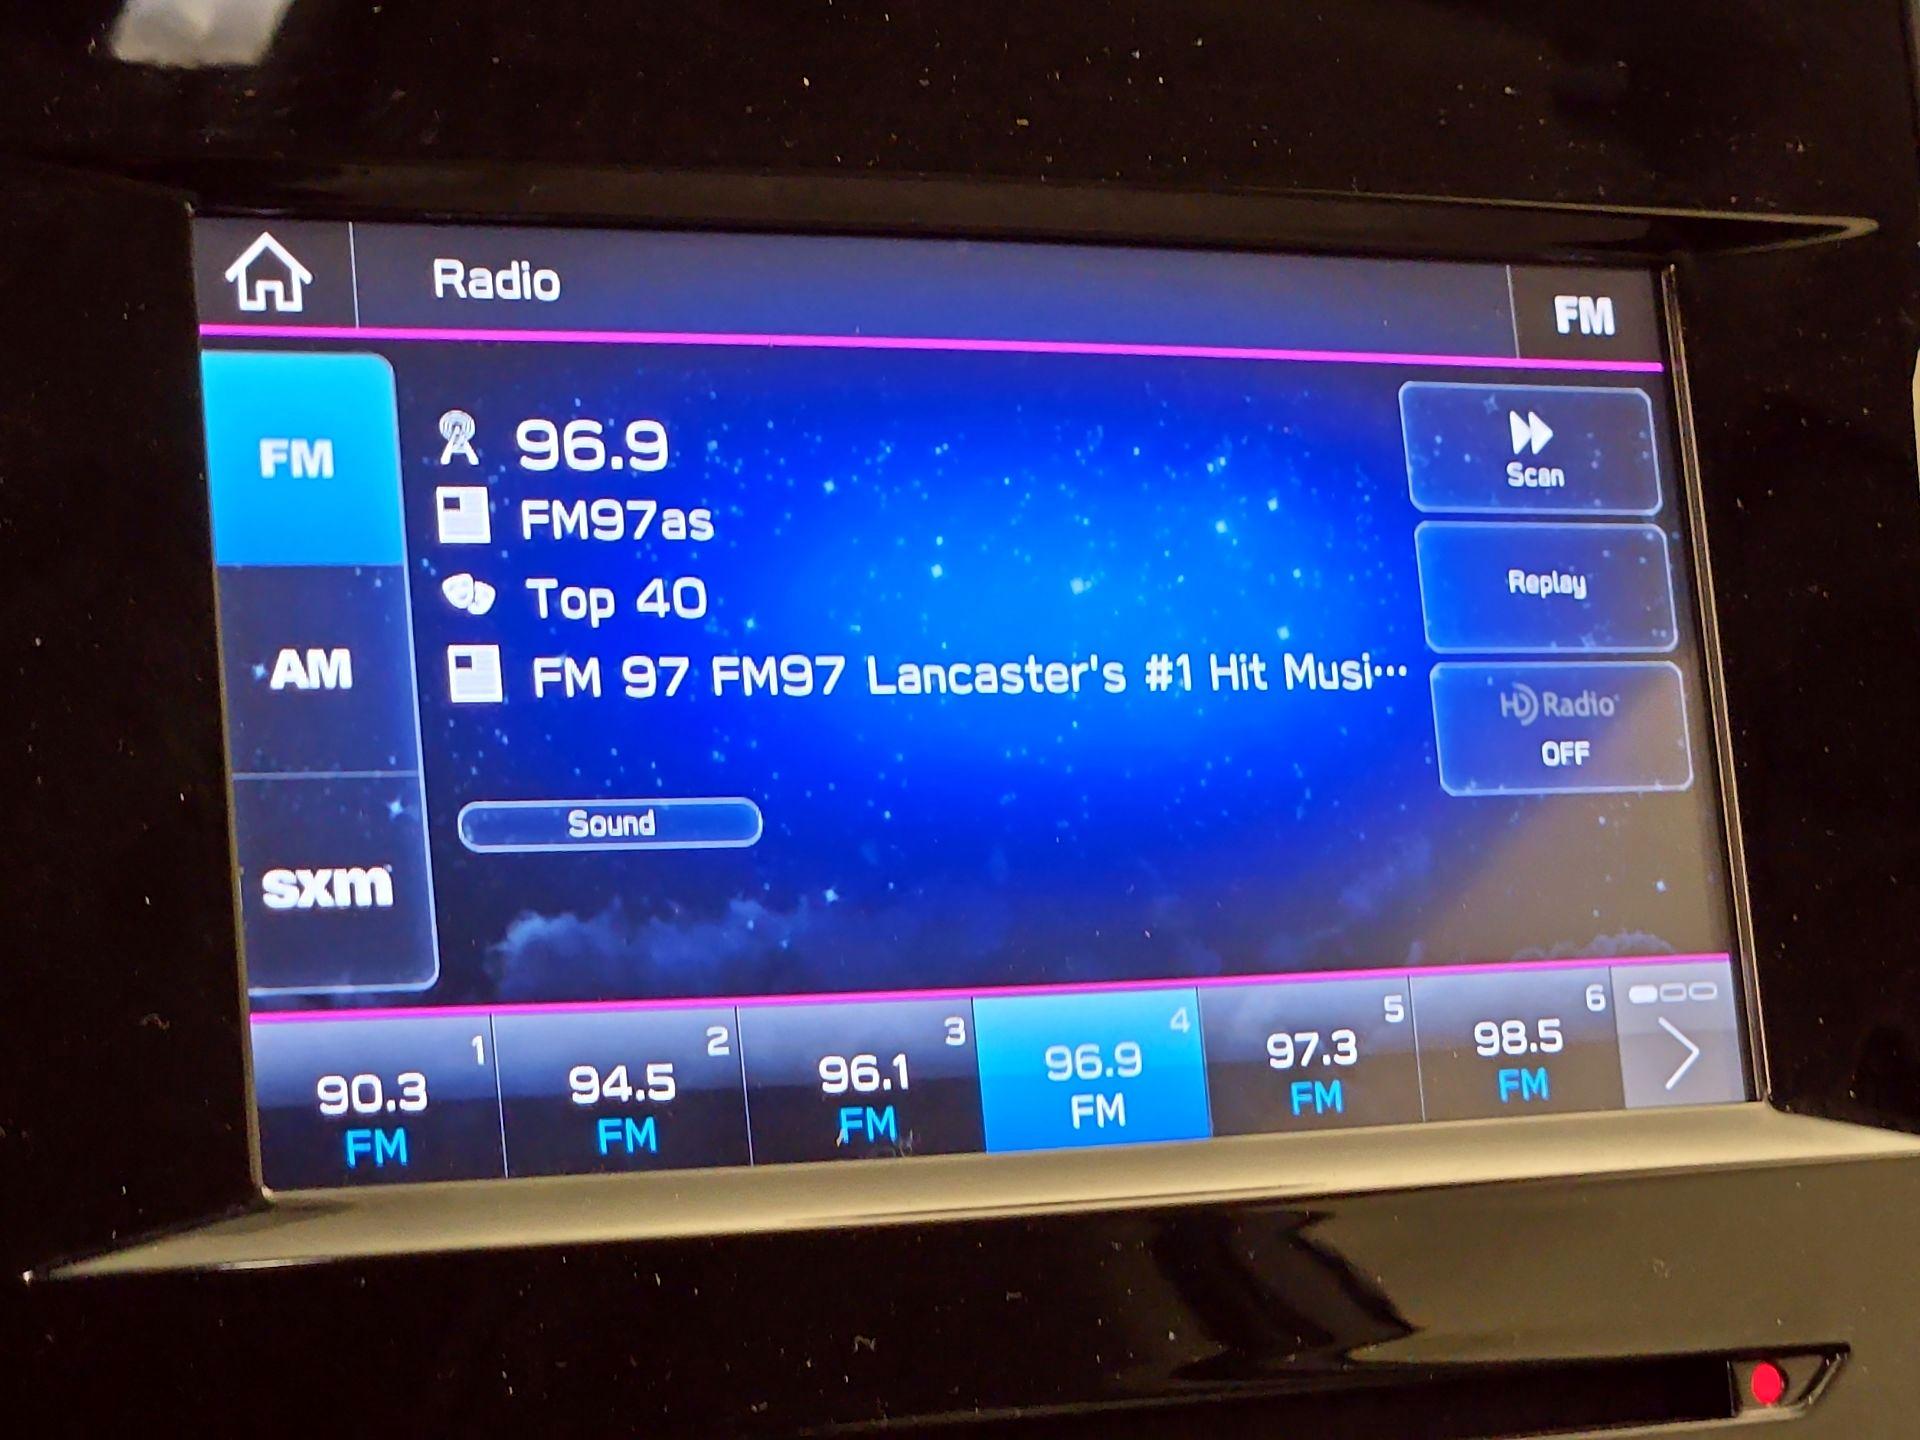 Radio
FM
FM
96.9
FM97as
Top 40
FM 97 FM97 Lancaster's #1 Hit Musi...
AM
sxm
Sound
Scan
Replay
HD Radio
OFF
1
90.3
FM
2
94.5
FM
3
96.1
FM
4
96.9
FM
5
97.3
FM
6
98.5
FM